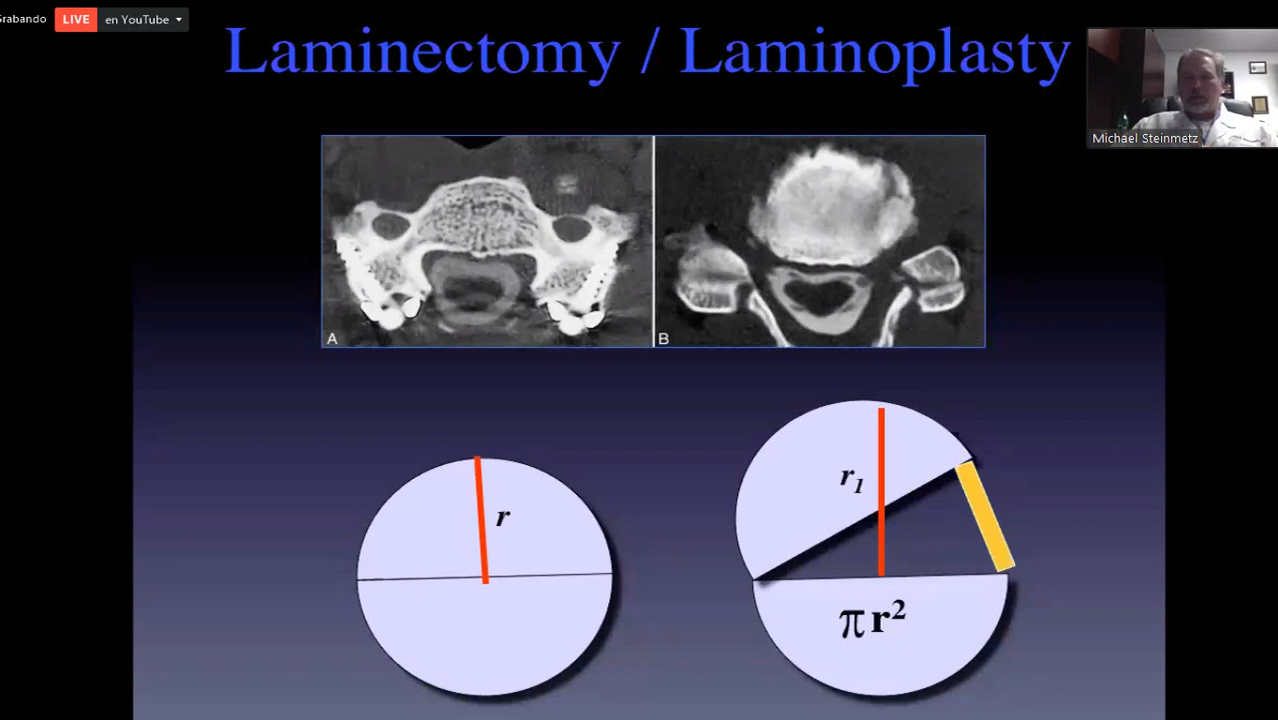 Grabando
LIVE en YouTube
Laminectomy / Laminoplasty
Michael Steinmetz
A
B
r
r1
πr²